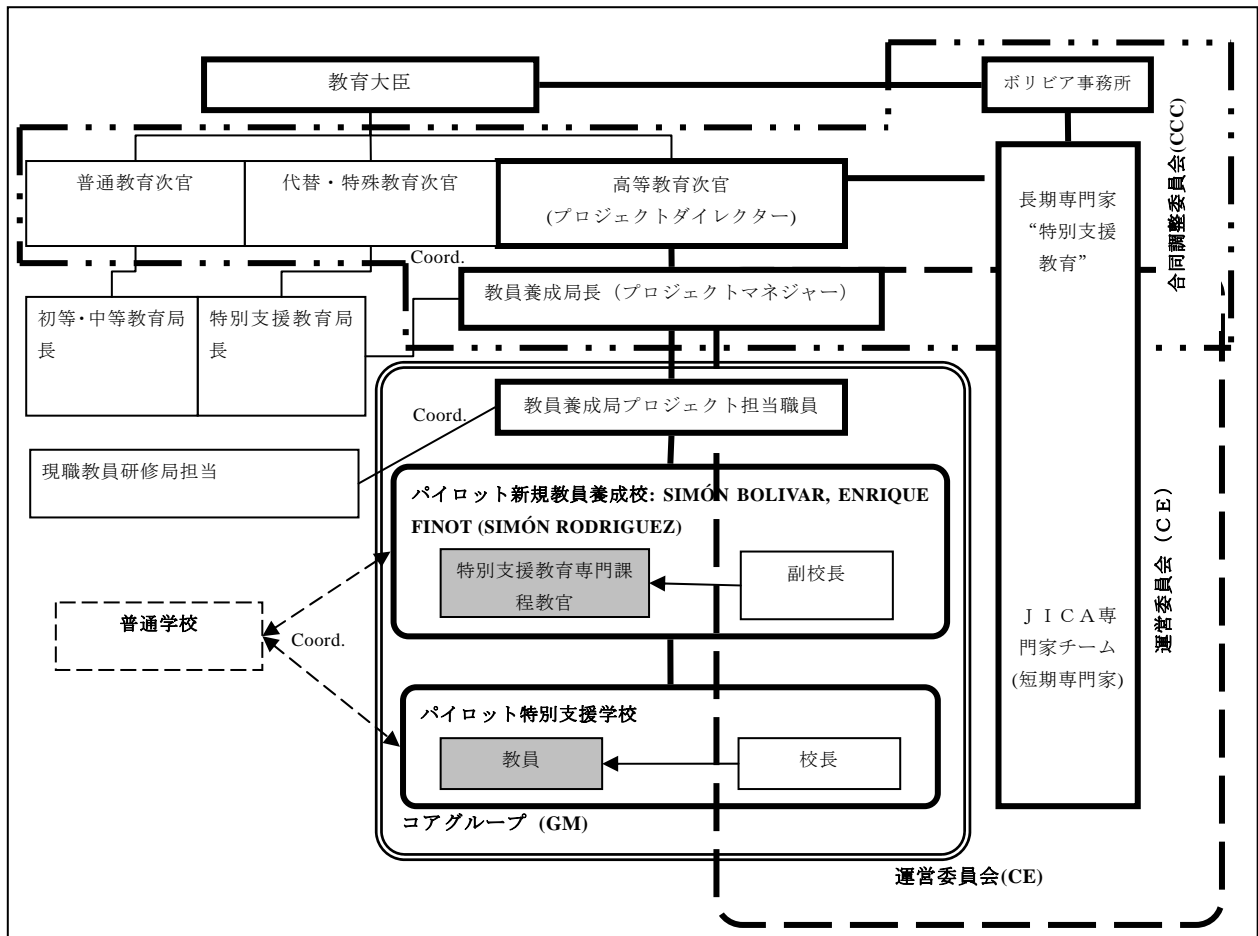 教育大臣
ボリビア事務所
普通教育次官
代替・特殊教育次官
高等教育次官
(プロジェクトダイレクター)
長期専門家
“特別支援
教育”
合同調整委員会(CCC)
Coord.
教員養成局長（プロジェクトマネジャー）
初等・中等教育局
長
特別支援教育局
長
教員養成局プロジェクト担当職員
Coord.
現職教員研修局担当
パイロット新規教員養成校: SIMÓN BOLIVAR, ENRIQUE
FINOT (SIMÓN RODRIGUEZ)
特別支援教育専門課
程教官
副校長
普通学校
Coord.
ＪＩＣＡ専
門家チーム
(短期専門家)
運営委員会（ＣＥ）
パイロット特別支援学校
教員
校長
コアグループ (GM)
運営委員会(CE)